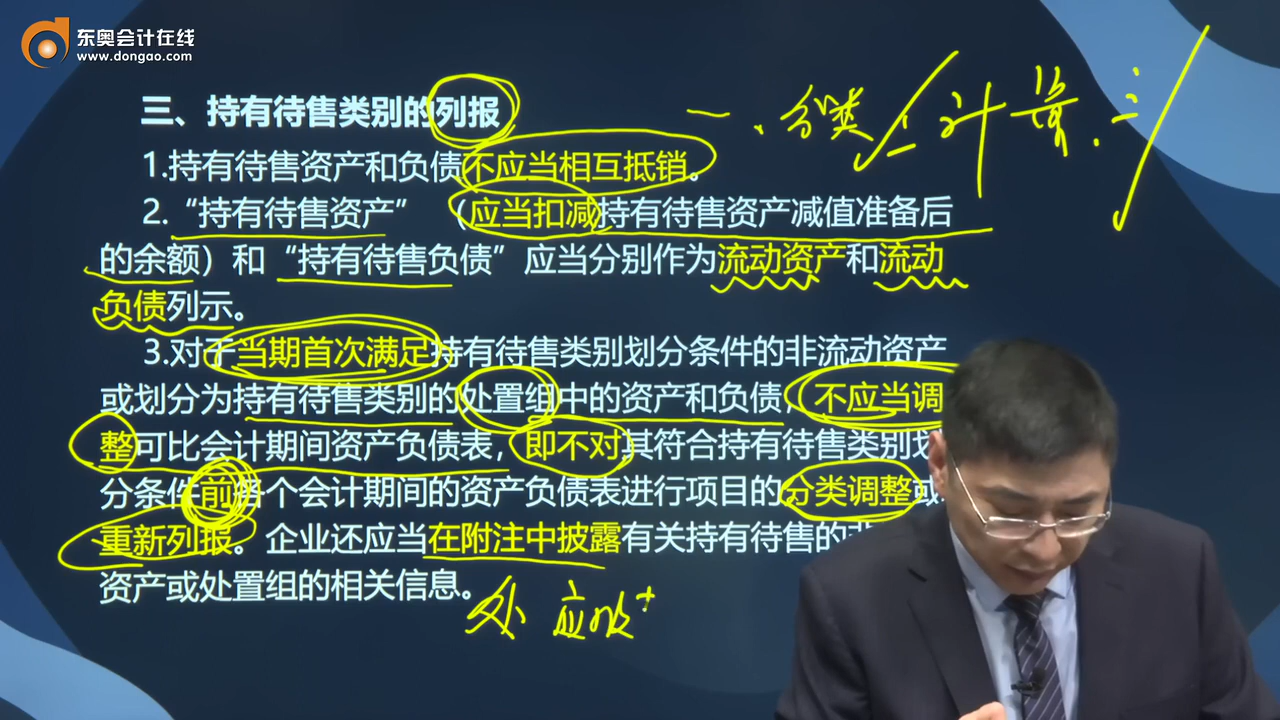 东奥会计在线
www.dongao.com
三、持有待售类别的列报
一、分类 二计量、三
1.持有待售资产和负债不应当相互抵销。
2.“持有待售资产”（应当扣减持有待售资产减值准备后
的余额）和“持有待售负债”应当分别作为流动资产和流动
负债列示。
3.对于当期首次满足持有待售类别划分条件的非流动资产
或划分为持有待售类别的处置组中的资产和负债，不应当调
整可比会计期间资产负债表，即不对其符合持有待售类别划
分条件前各个会计期间的资产负债表进行项目的分类调整或
重新列报。企业还应当在附注中披露有关持有待售的非
资产或处置组的相关信息。